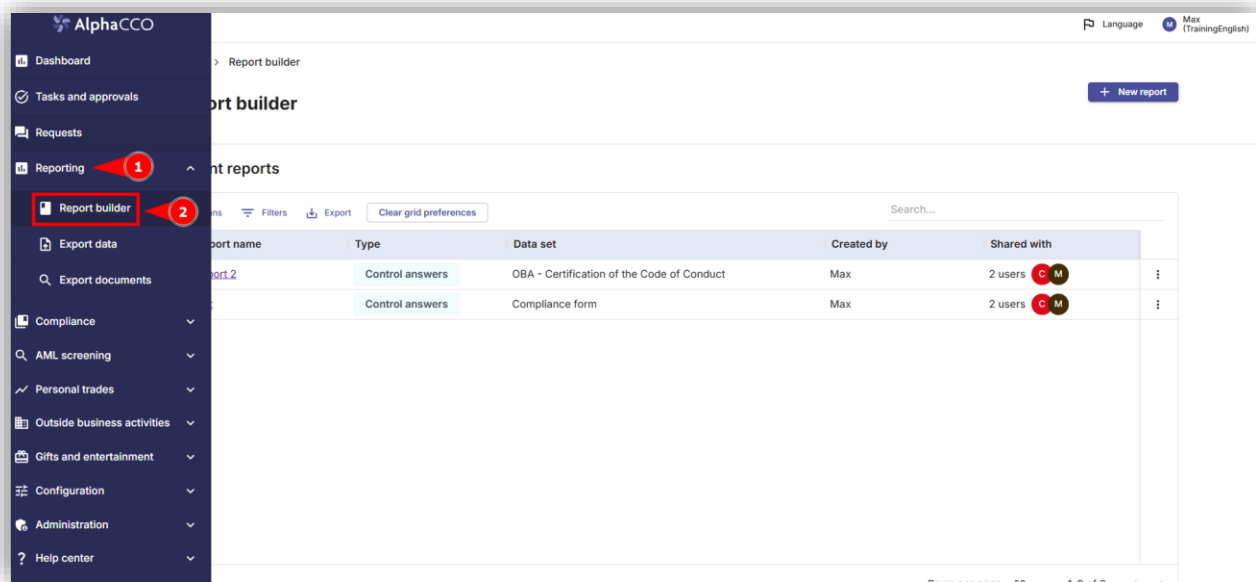 AlphaCCO
Language
M
Max
(TrainingEnglish)
Dashboard
> Report builder
Tasks and approvals
ort builder
+ New report
Requests
Reporting
1
nt reports
Report builder
2
ns
Filters
Export
Clear grid preferences
Search...
Export data
port name
Type
Data set
Created by
Shared with
Export documents
port 2
Control answers
OBA - Certification of the Code of Conduct
Max
2 users
C M
Control answers
Compliance form
Max
2 users
C M
Compliance
AML screening
Personal trades
Outside business activities
Gifts and entertainment
Configuration
Administration
? Help center